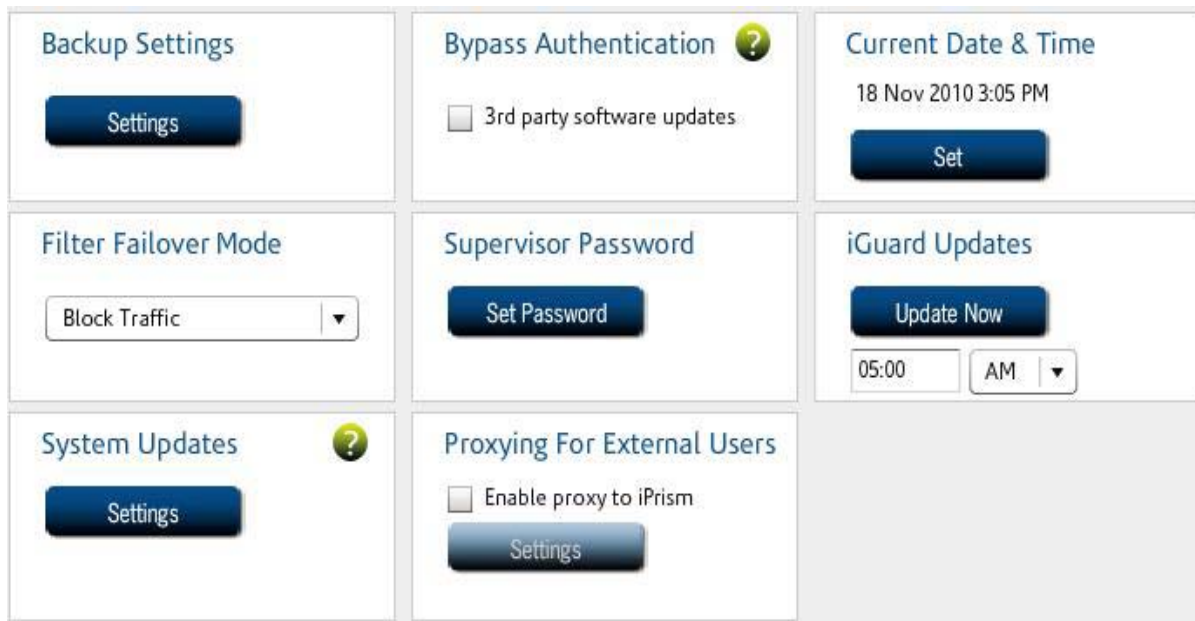 Backup Settings
Settings
Bypass Authentication ?
3rd party software updates
Current Date & Time
18 Nov 2010 3:05 PM
Set
Filter Failover Mode
Block Traffic
Supervisor Password
Set Password
iGuard Updates
Update Now
05:00 AM
System Updates ?
Settings
Proxying For External Users
Enable proxy to iPrism
Settings